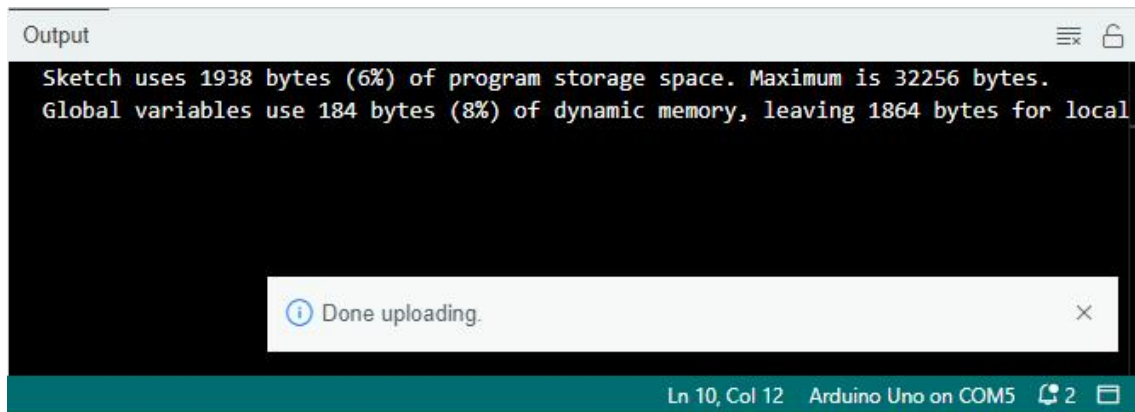 Output
Sketch uses 1938 bytes (6%) of program storage space. Maximum is 32256 bytes.
Global variables use 184 bytes (8%) of dynamic memory, leaving 1864 bytes for local
Done uploading.
Ln 10, Col 12 Arduino Uno on COM5 2